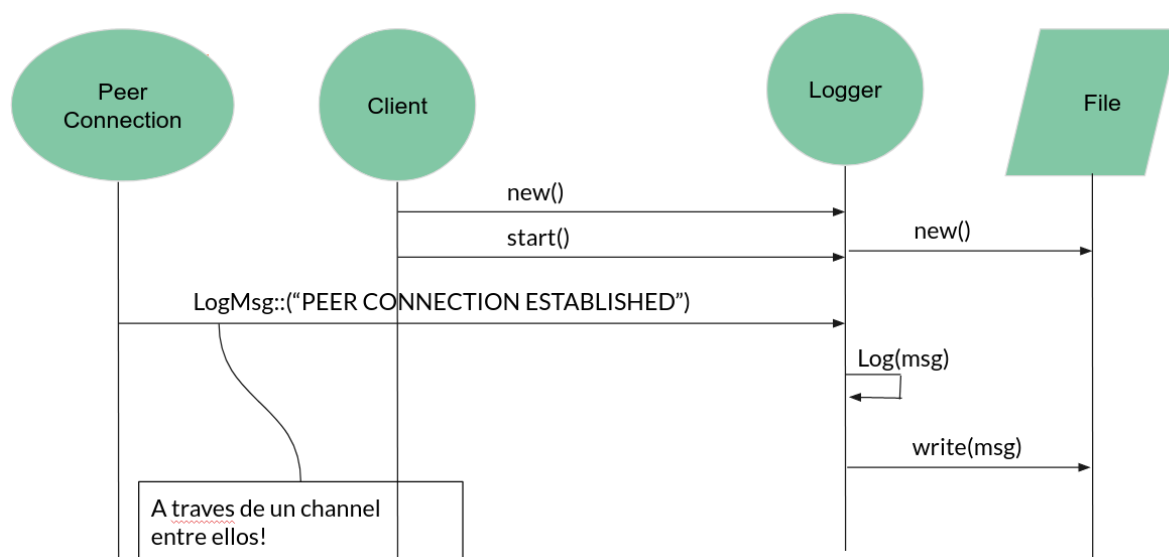 Peer
Connection
Client
Logger
File
new()
start()
new()
LogMsg::(“PEER CONNECTION ESTABLISHED”)
Log(msg)
write(msg)
A traves de un channel
entre ellos!